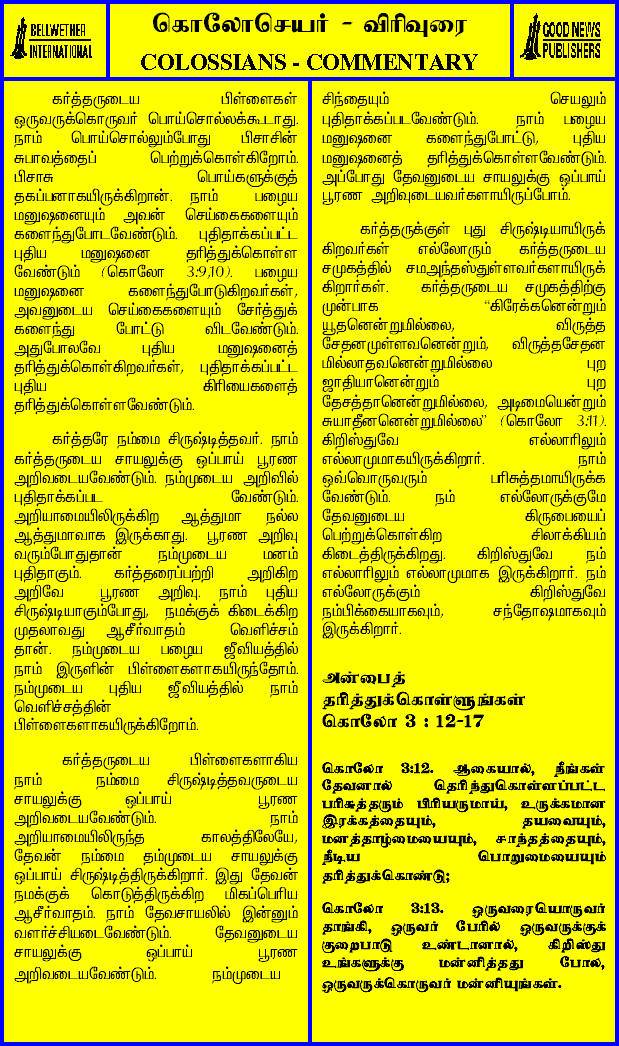 BELLWETHER
INTERNATIONAL
கொலோசெயர் - விரிவுரை
COLOSSIANS - COMMENTARY
GOOD NEWS
PUBLISHERS
கர்த்தருடைய பிள்ளைகள்
ஒருவருக்கொருவர் பொய்சொல்லக்கூடாது.
நாம் பொய்சொல்லும்போது பிசாசின்
சுபாவத்தைப் பெற்றுக்கொள்கிறோம்.
பிசாசு பொய்களுக்குத்
தகப்பனாகயிருக்கிறான். நாம் பழைய
மனுஷனையும் அவன் செய்கைகளையும்
களைந்துபோடவேண்டும். புதிதாக்கப்பட்ட
புதிய மனுஷனை தரித்துக்கொள்ள
வேண்டும் (கொலோ 3:9,10). பழைய
மனுஷனை களைந்துபோடுகிறவர்கள்,
அவனுடைய செய்கைகளையும் சேர்த்துக்
களைந்து போட்டு விடவேண்டும்.
அதுபோலவே புதிய மனுஷனைத்
தரித்துக்கொள்கிறவர்கள், புதிதாக்கப்பட்ட
புதிய கிரியைகளைத்
தரித்துக்கொள்ளவேண்டும்.
கர்த்தரே நம்மை சிருஷ்டித்தவர். நாம்
கர்த்தருடைய சாயலுக்கு ஒப்பாய் பூரண
அறிவடையவேண்டும். நம்முடைய அறிவில்
புதிதாக்கப்பட வேண்டும்.
அறியாமையிலிருக்கிற ஆத்துமா நல்ல
ஆத்துமாவாக இருக்காது. பூரண அறிவு
வரும்போதுதான் நம்முடைய மனம்
புதிதாகும். கர்த்தரைப்பற்றி அறிகிற
அறிவே பூரண அறிவு. நாம் புதிய
சிருஷ்டியாகும்போது, நமக்குக் கிடைக்கிற
முதலாவது ஆசீர்வாதம் வெளிச்சம்
தான். நம்முடைய பழைய ஜீவியத்தில்
நாம் இருளின் பிள்ளைகளாகயிருந்தோம்.
நம்முடைய புதிய ஜீவியத்தில் நாம்
வெளிச்சத்தின்
பிள்ளைகளாகயிருக்கிறோம்.
கர்த்தருடைய பிள்ளைகளாகிய
நாம் நம்மை சிருஷ்டித்தவருடைய
சாயலுக்கு ஒப்பாய் பூரண
அறிவடையவேண்டும். நாம்
அறியாமையிலிருந்த காலத்திலேயே,
தேவன் நம்மை தம்முடைய சாயலுக்கு
ஒப்பாய் சிருஷ்டித்திருக்கிறார். இது தேவன்
நமக்குக் கொடுத்திருக்கிற மிகப்பெரிய
ஆசீர்வாதம். நாம் தேவசாயலில் இன்னும்
வளர்ச்சியடைவேண்டும். தேவனுடைய
சாயலுக்கு ஒப்பாய் பூரண
அறிவடையவேண்டும். நம்முடைய
சிந்தையும் செயலும்
புதிதாக்கப்படவேண்டும். நாம் பழைய
மனுஷனை களைந்துபோட்டு, புதிய
மனுஷனைத் தரித்துக்கொள்ளவேண்டும்.
அப்போது தேவனுடைய சாயலுக்கு ஒப்பாய்
பூரண அறிவுடையவர்களாயிருப்போம்.
கர்த்தருக்குள் புது சிருஷ்டியாயிருக்
கிறவர்கள் எல்லோரும் கர்த்தருடைய
சமுகத்தில் சமஅந்தஸ்துள்ளவர்களாயிருக்
கிறார்கள். கர்த்தருடைய சமுகத்திற்கு
முன்பாக “கிரேக்கனென்றும்
யூதனென்றுமில்லை, விருத்த
சேதனமுள்ளவனென்றும், விருத்தசேதன
மில்லாதவனென்றுமில்லை புற
ஜாதியானென்றும் புற
தேசத்தானென்றுமில்லை, அடிமையென்றும்
சுயாதீனனென்றுமில்லை” (கொலோ 3:11).
கிறிஸ்துவே எல்லாரிலும்
எல்லாமுமாகயிருக்கிறார். நாம்
ஒவ்வொருவரும் பரிசுத்தமாயிருக்க
வேண்டும். நம் எல்லோருக்குமே
தேவனுடைய கிருபையைப்
பெற்றுக்கொள்கிற சிலாக்கியம்
கிடைத்திருக்கிறது. கிறிஸ்துவே நம்
எல்லாரிலும் எல்லாமுமாக இருக்கிறார். நம்
எல்லோருக்கும் கிறிஸ்துவே
நம்பிக்கையாகவும், சந்தோஷமாகவும்
இருக்கிறார்.
அன்பைத்
தரித்துக்கொள்ளுங்கள்
கொலோ 3 : 12-17
கொலோ 3:12. ஆகையால், நீங்கள்
தேவனால் தெரிந்துகொள்ளப்பட்ட
பரிசுத்தரும் பிரியருமாய், உருக்கமான
இரக்கத்தையும், தயவையும்,
மனத்தாழ்மையையும், சாந்தத்தையும்,
நீடிய பொறுமையையும்
தரித்துக்கொண்டு;
கொலோ 3:13. ஒருவரையொருவர்
தாங்கி, ஒருவர் பேரில் ஒருவருக்குக்
குறைபாடு உண்டானால், கிறிஸ்து
உங்களுக்கு மன்னித்தது போல,
ஒருவருக்கொருவர் மன்னியுங்கள்.